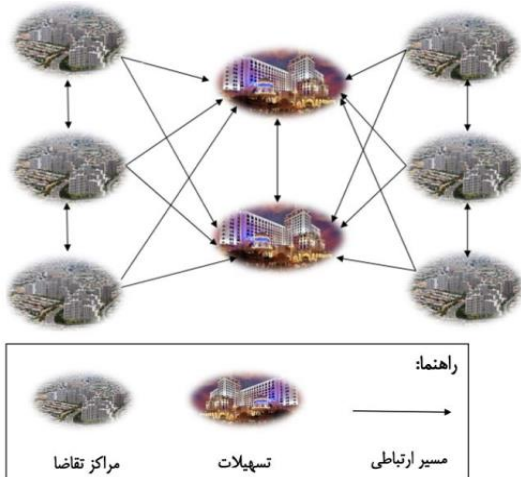 راهنما:
مسیر ارتباطی
تسهیلات
مراکز تقاضا